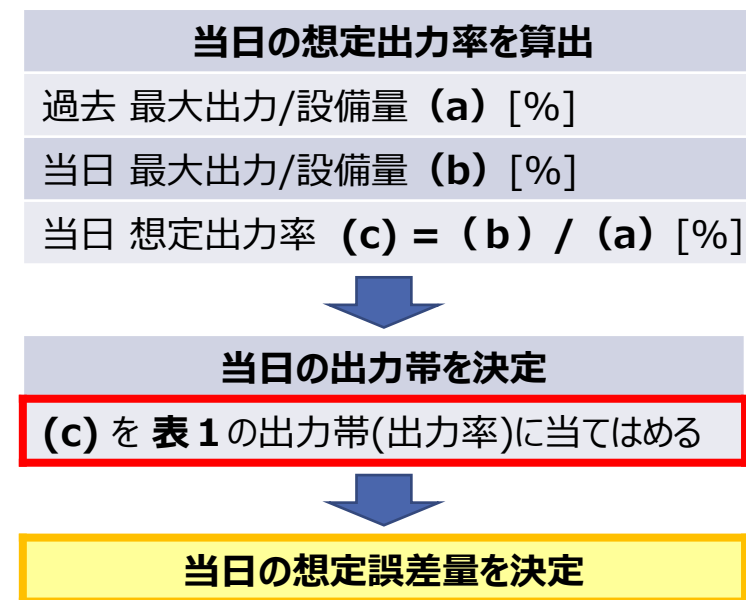 当日の想定出力率を算出
過去 最大出力/設備量（a）[%]
当日 最大出力/設備量（b）[%]
当日 想定出力率 (c) =（ｂ）/（a）[%]
当日の出力帯を決定
(c) を 表１の出力帯(出力率)に当てはめる
当日の想定誤差量を決定